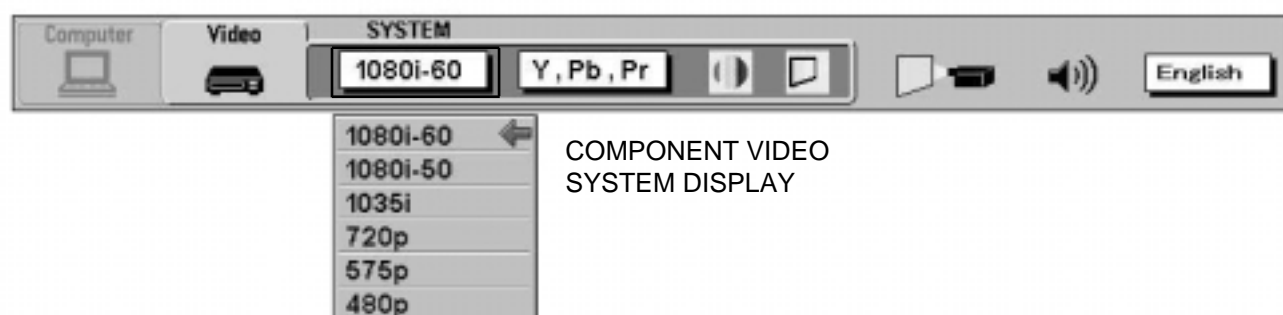 Computer Video SYSTEM
1080i-60 Y , Pb , Pr English
1080i-60
1080i-50
1035i
720p
575p
480p
COMPONENT VIDEO
SYSTEM DISPLAY